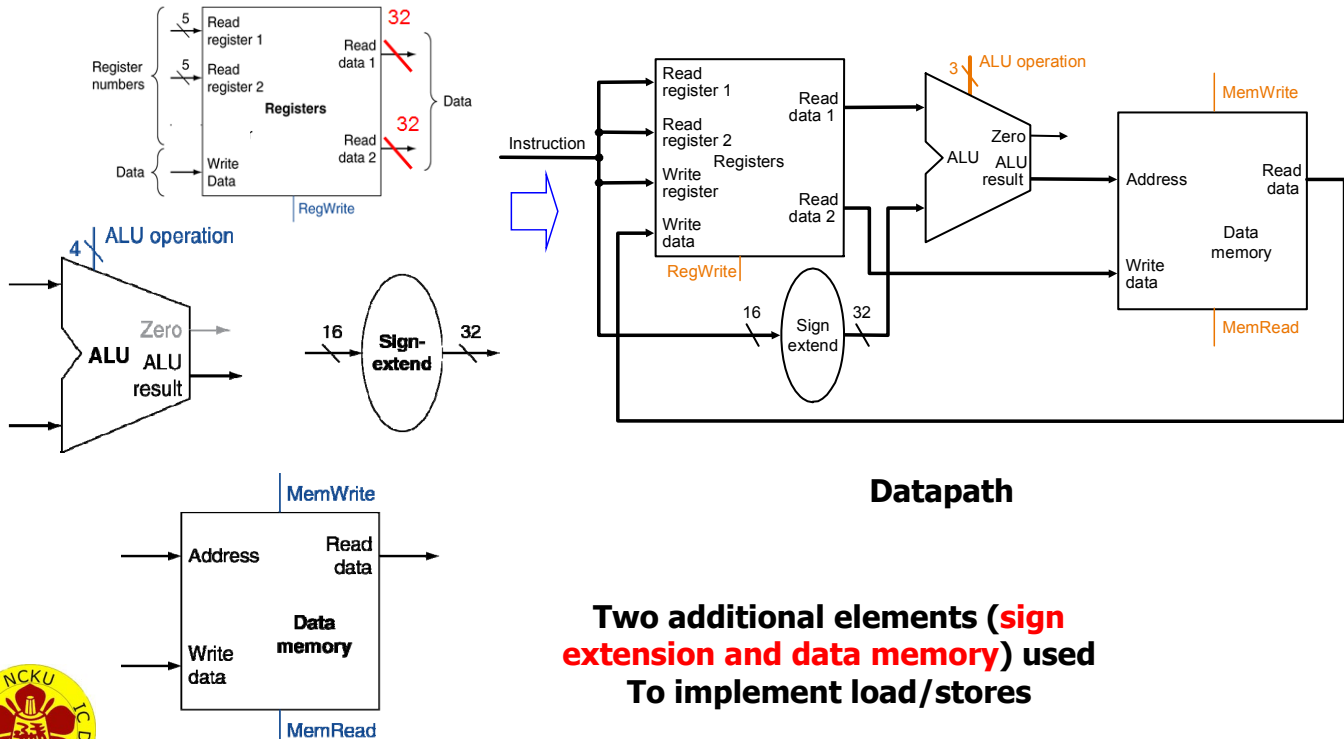 5
Read
register 1
5
Read
register 2
Register
numbers
Registers
Data
Write
Data
32
Read
data 1
32
Read
data 2
Data
RegWrite
4
ALU operation
Zero
ALU
ALU
result
16
Sign-
extend
32
MemWrite
Address
Read
data
Data
memory
Write
data
MemRead
Instruction
Read
register 1
Read
register 2
Registers
Write
register
Write
data
Read
data 1
Read
data 2
RegWrite
16
Sign
extend
32
3
ALU operation
Zero
ALU
ALU
result
MemWrite
Address
Read
data
Data
memory
Write
data
MemRead
Datapath
Two additional elements (sign
extension and data memory) used
To implement load/stores
NCKU
IC D